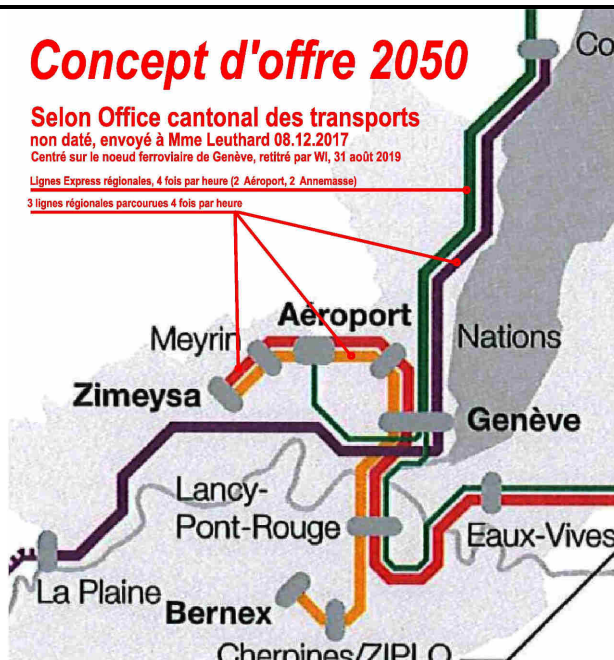 Concept d'offre 2050
Selon Office cantonal des transports
non daté, envoyé à Mme Leuthard 08.12.2017
Centré sur le noeud ferroviaire de Genève, retitré par WI, 31 août 2019
Lignes Express régionales, 4 fois par heure (2 Aéroport, 2 Annemasse)
3 lignes régionales parcourues 4 fois par heure
Co
Aéroport
Meyrin
Nations
Zimeysa
Genève
Lancy-
Pont-Rouge
Eaux-Vives
La Plaine
Bernex
Cherpines/ZIPLO